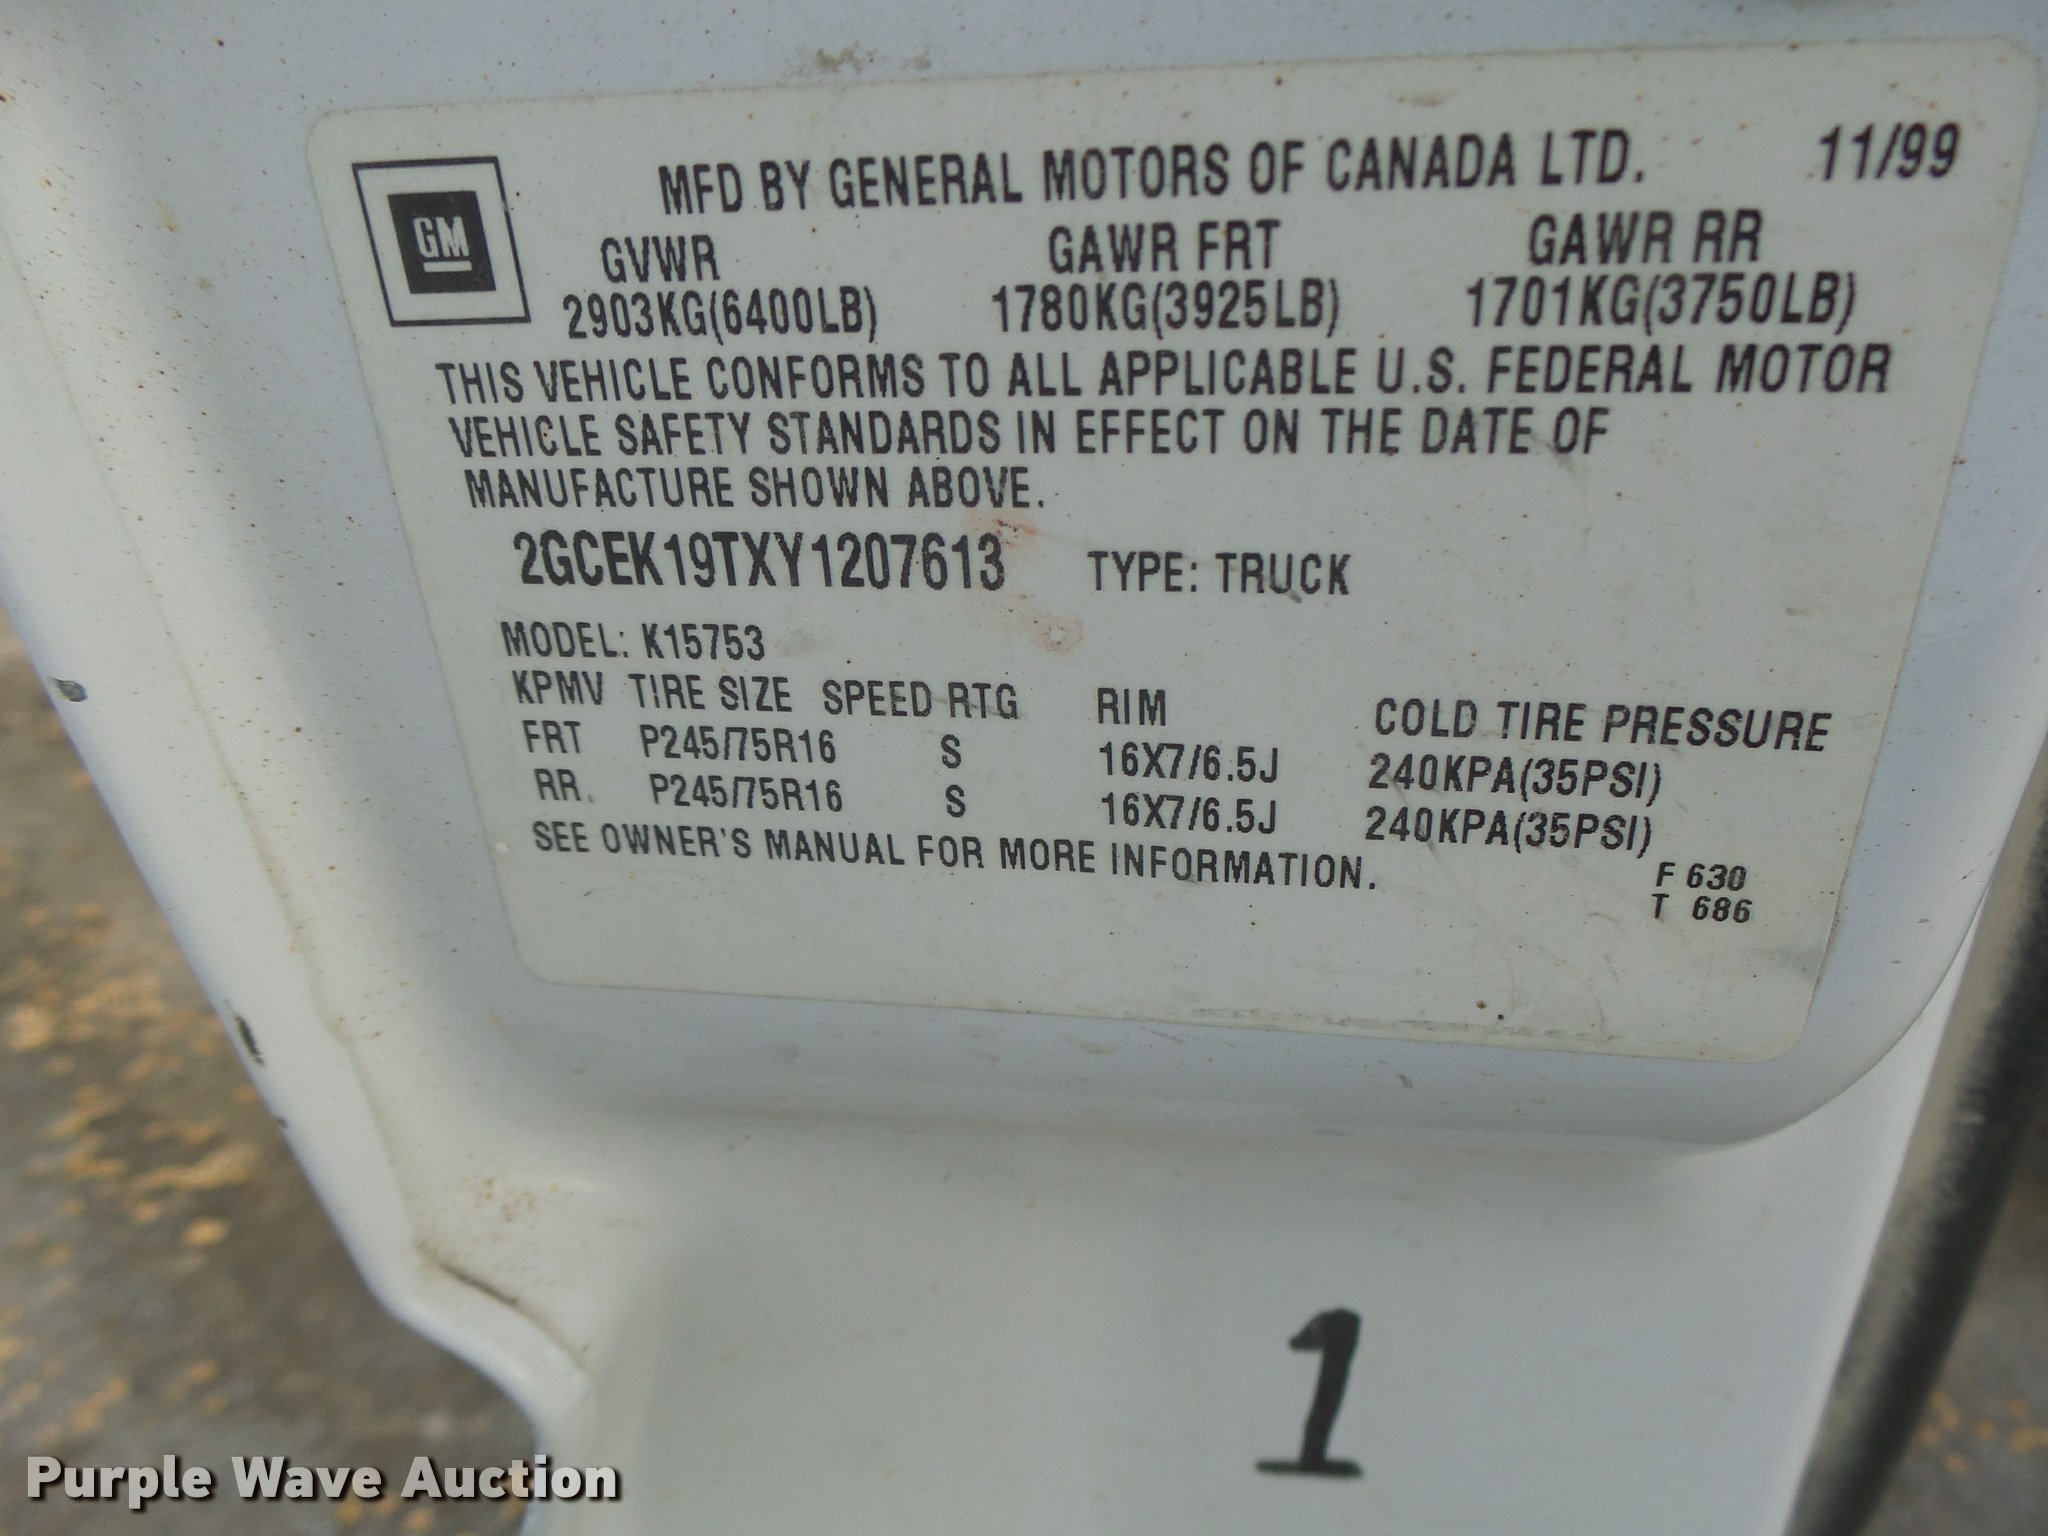 GM
MFD BY GENERAL MOTORS OF CANADA LTD. 11/99
GVWR GAWR FRT GAWR RR
2903KG(6400LB) 1780KG(3925LB) 1701KG(3750LB)
THIS VEHICLE CONFORMS TO ALL APPLICABLE U.S. FEDERAL MOTOR
VEHICLE SAFETY STANDARDS IN EFFECT ON THE DATE OF
MANUFACTURE SHOWN ABOVE.
2GCEK19TXY1207613 TYPE: TRUCK
MODEL: K15753
KPMV TIRE SIZE SPEED RTG RIM COLD TIRE PRESSURE
FRT P245/75R16 S 16X7/6.5J 240KPA(35PSI)
RR P245/75R16 S 16X7/6.5J 240KPA(35PSI)
SEE OWNER'S MANUAL FOR MORE INFORMATION.
F 630
T 686
1
Purple Wave Auction